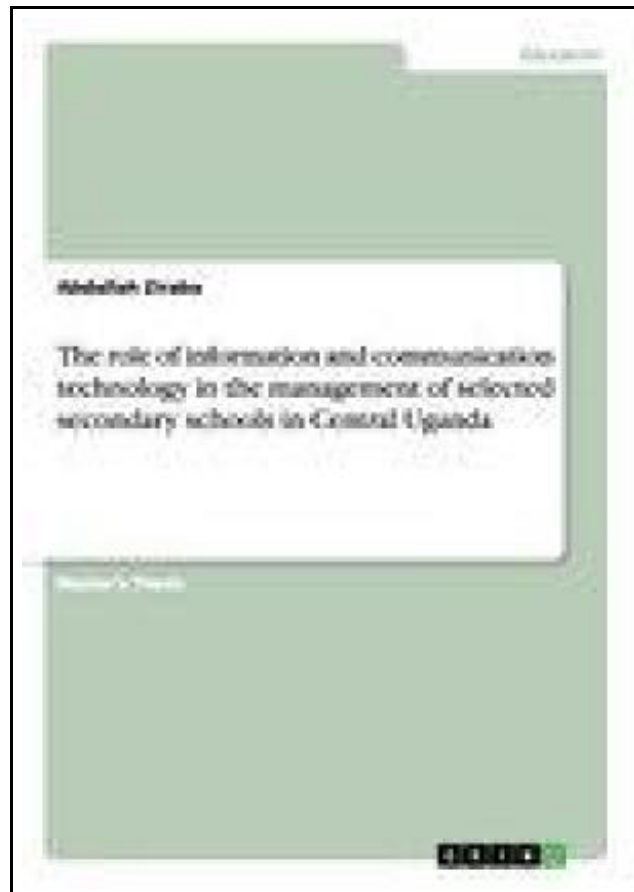 Education
Abdallah
The role of information and communication
technology in the management of selected
secondary schools in Central Uganda
Master's Thesis
GRIN